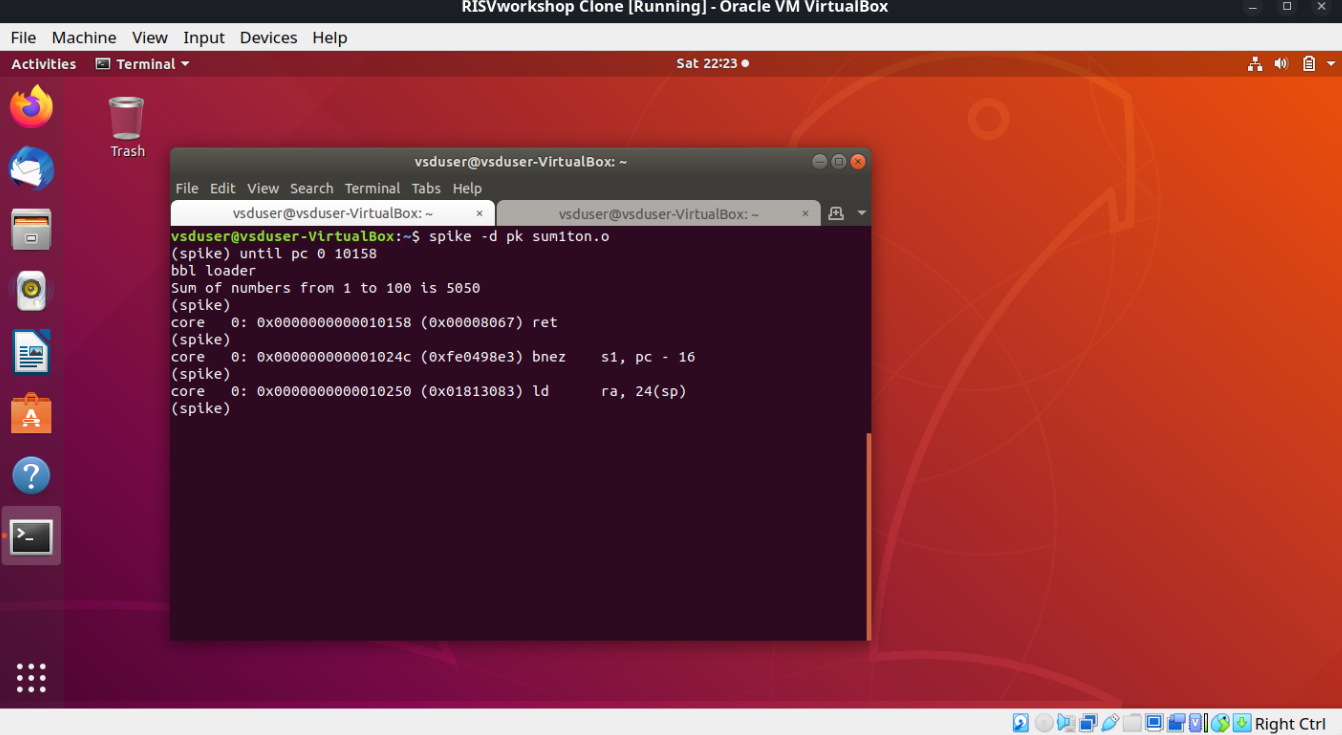 RISVworkshop Clone [Running] - Oracle VM VirtualBox
File Machine View Input Devices Help
Activities Terminal Sat 22:23
Trash
vsduser@vsduser-VirtualBox: ~
File Edit View Search Terminal Tabs Help
vsduser@vsduser-VirtualBox: ~ × vsduser@vsduser-VirtualBox: ~ ×
vsduser@vsduser-VirtualBox:~$ spike -d pk sum1ton.o
(spike) until pc 0 10158
bbl loader
Sum of numbers from 1 to 100 is 5050
(spike)
core   0: 0x0000000000010158 (0x00008067) ret
(spike)
core   0: 0x000000000001024c (0xfe0498e3) bnez    s1, pc - 16
(spike)
core   0: 0x0000000000010250 (0x01813083) ld      ra, 24(sp)
(spike)
Right Ctrl